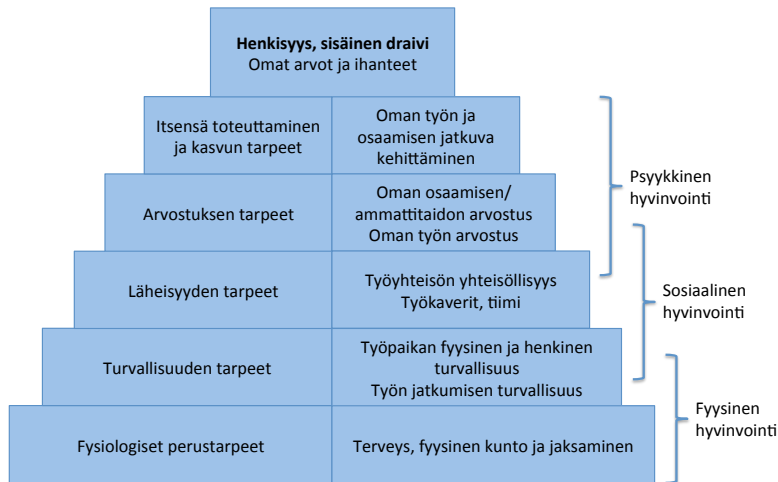 Henkisyys, sisäinen draivi
Omat arvot ja ihanteet
Itsensä toteuttaminen
ja kasvun tarpeet
Oman työn ja
osaamisen jatkuva
kehittäminen
Arvostuksen tarpeet
Oman osaamisen/
ammattitaidon arvostus
Oman työn arvostus
Läheisyyden tarpeet
Työyhteisön yhteisöllisyys
Työkaverit, tiimi
Turvallisuuden tarpeet
Työpaikan fyysinen ja henkinen
turvallisuus
Työn jatkumisen turvallisuus
Fysiologiset perustarpeet
Terveys, fyysinen kunto ja jaksaminen
Psyykkinen
hyvinvointi
Sosiaalinen
hyvinvointi
Fyysinen
hyvinvointi